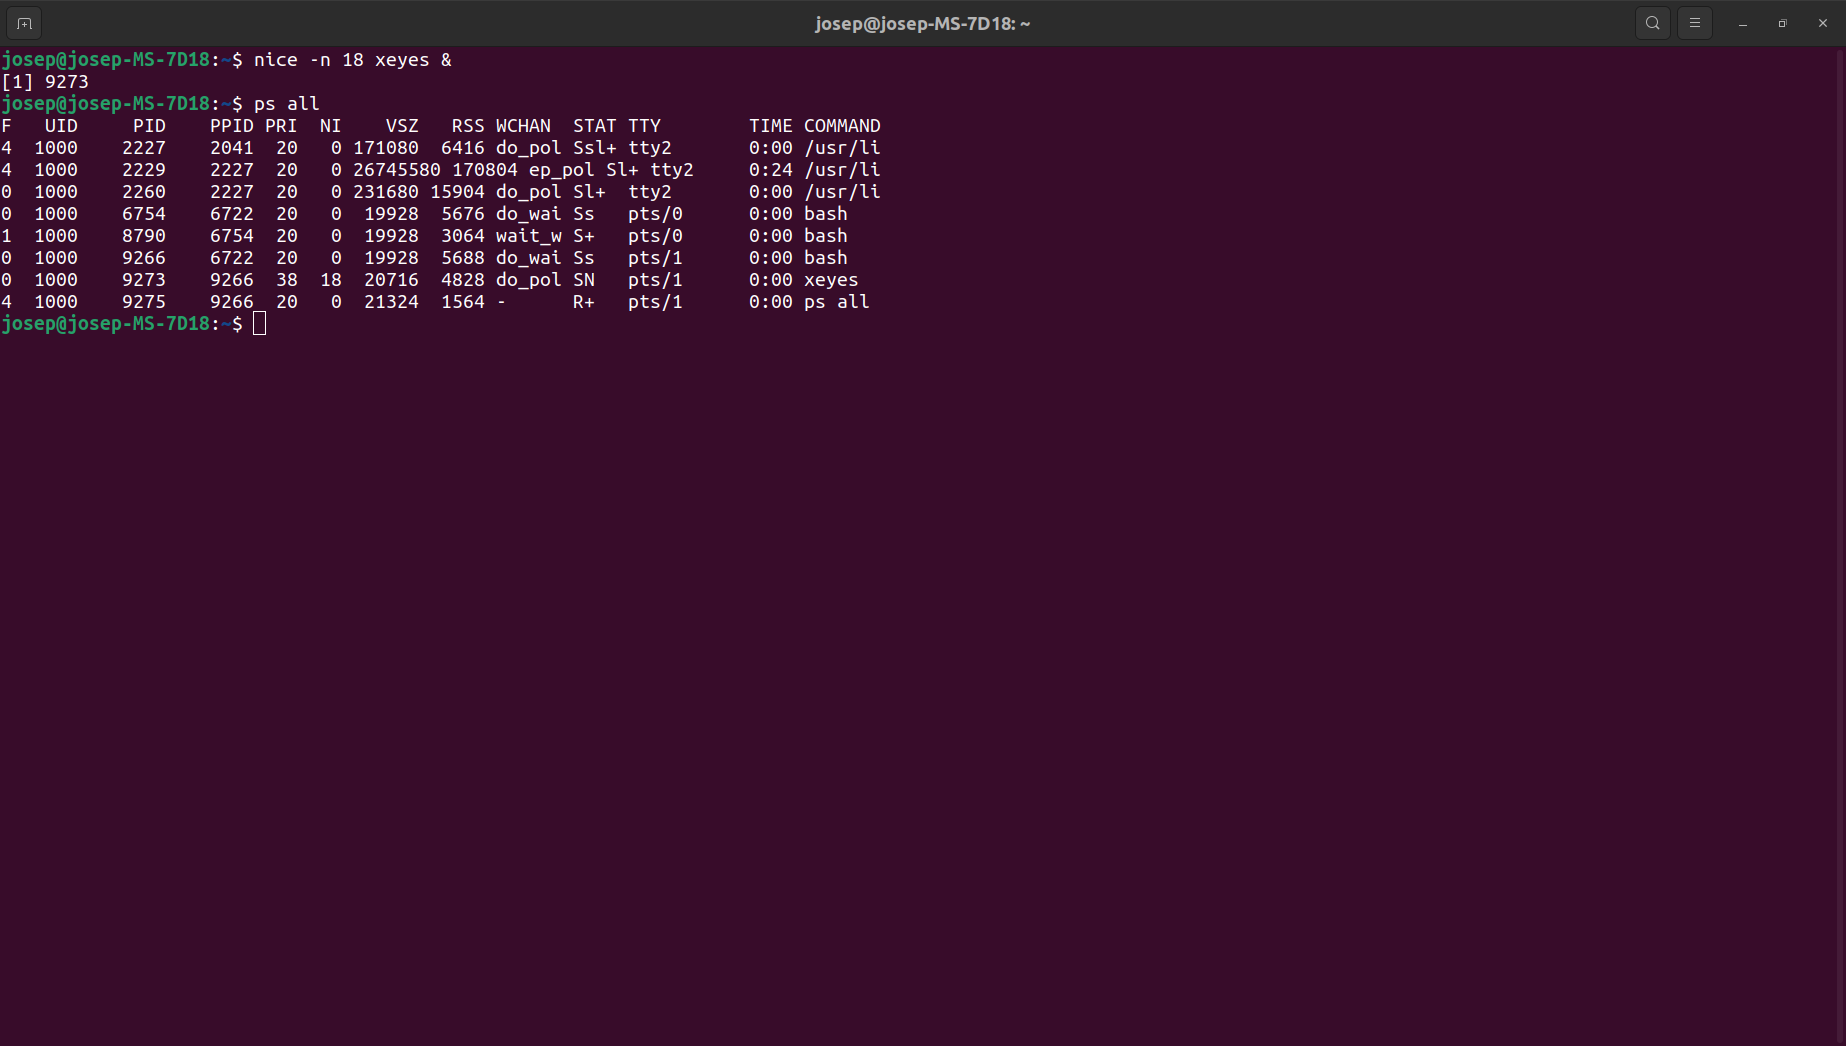 josep@josep-MS-7D18: ~
josep@josep-MS-7D18:~$ nice -n 18 xeyes &
[1] 9273
josep@josep-MS-7D18:~$ ps all
F   UID     PID    PPID PRI  NI    VSZ   RSS WCHAN  STAT TTY        TIME COMMAND
4  1000    2227    2041  20   0 171080  6416 do_pol Ssl+ tty2       0:00 /usr/li
4  1000    2229    2227  20   0 26745580 170804 ep_pol Sl+ tty2     0:24 /usr/li
0  1000    2260    2227  20   0 231680 15904 do_pol Sl+  tty2       0:00 /usr/li
0  1000    6754    6722  20   0  19928  5676 do_wai Ss   pts/0      0:00 bash
1  1000    8790    6754  20   0  19928  3064 wait_w S+   pts/0      0:00 bash
0  1000    9266    6722  20   0  19928  5688 do_wai Ss   pts/1      0:00 bash
0  1000    9273    9266  38  18  20716  4828 do_pol SN   pts/1      0:00 xeyes
4  1000    9275    9266  20   0  21324  1564 -      R+   pts/1      0:00 ps all
josep@josep-MS-7D18:~$